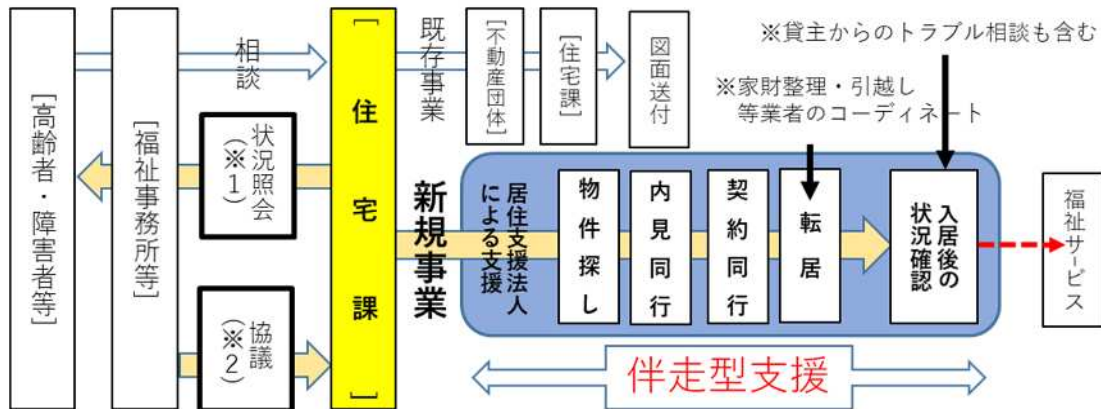 [高齢者・障害者等]
[福祉事務所等]
相談
状況照会
(※1)
協議
(※2)
[住宅課]
既存事業
[不動産団体]
[住宅課]
図面送付
※貸主からのトラブル相談も含む
※家財整理・引越し
等業者のコーディネート
新規事業
居住支援法人
による支援
物件探し
内見同行
契約同行
転居
入居後の
状況確認
福祉サービス
伴走型支援